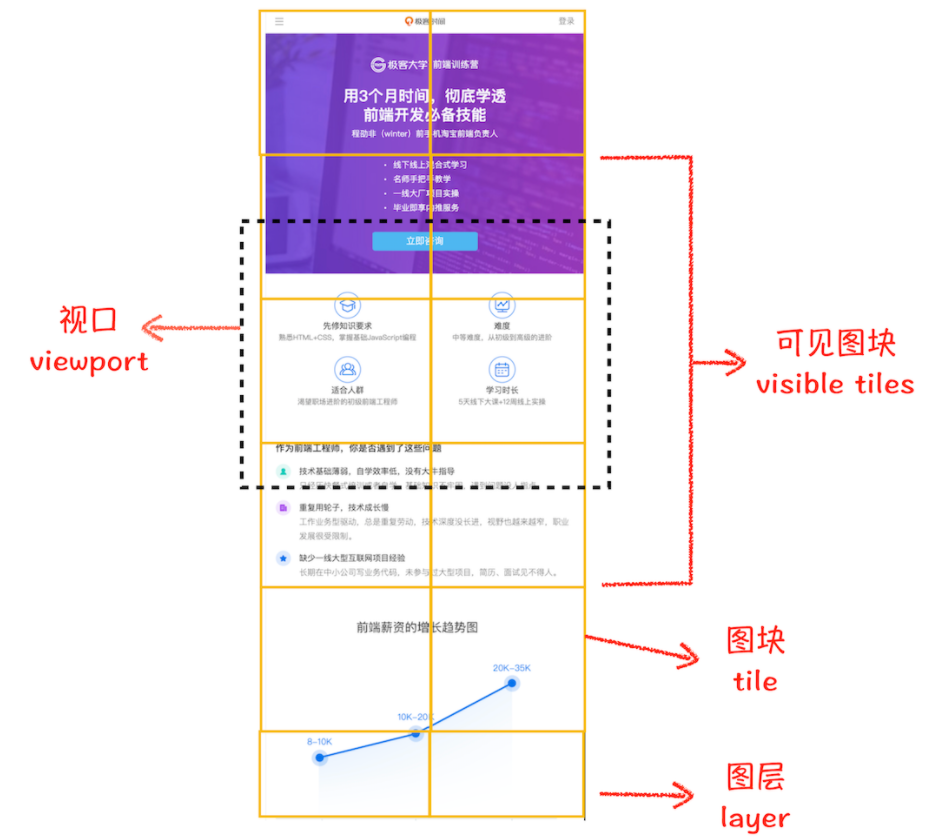 极客时间
登录
极客大学 前端训练营
用3个月时间，彻底学透
前端开发必备技能
程劭非（winter）前手机淘宝前端负责人
· 线下线上混合式学习
· 名师手把手教学
· 一线大厂项目实操
· 毕业即享内推服务
立即咨询
视口
viewport
先修知识要求
熟悉HTML+CSS，掌握基础JavaScript编程
难度
中等难度，从初级到高级的进阶
适合人群
渴望职场进阶的初级前端工程师
学习时长
5天线下大课+12周线上实操
可见图块
visible tiles
作为前端工程师，你是否遇到了这些问题
技术基础薄弱，自学效率低，没有大牛指导
重复用轮子，技术成长慢
工作业务型驱动，总是重复劳动，技术深度没长进，视野也越来越窄，职业
发展很受限制。
缺少一线大型互联网项目经验
长期在中小公司写业务代码，未参与过大型项目，简历、面试见不得人。
前端薪资的增长趋势图
图块
tile
20K-35K
10K-20K
8-10K
图层
layer